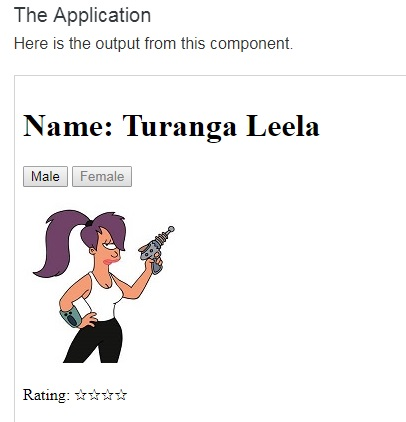 The Application
Here is the output from this component.
Name: Turanga Leela
Male Female
Rating: ☆☆☆☆